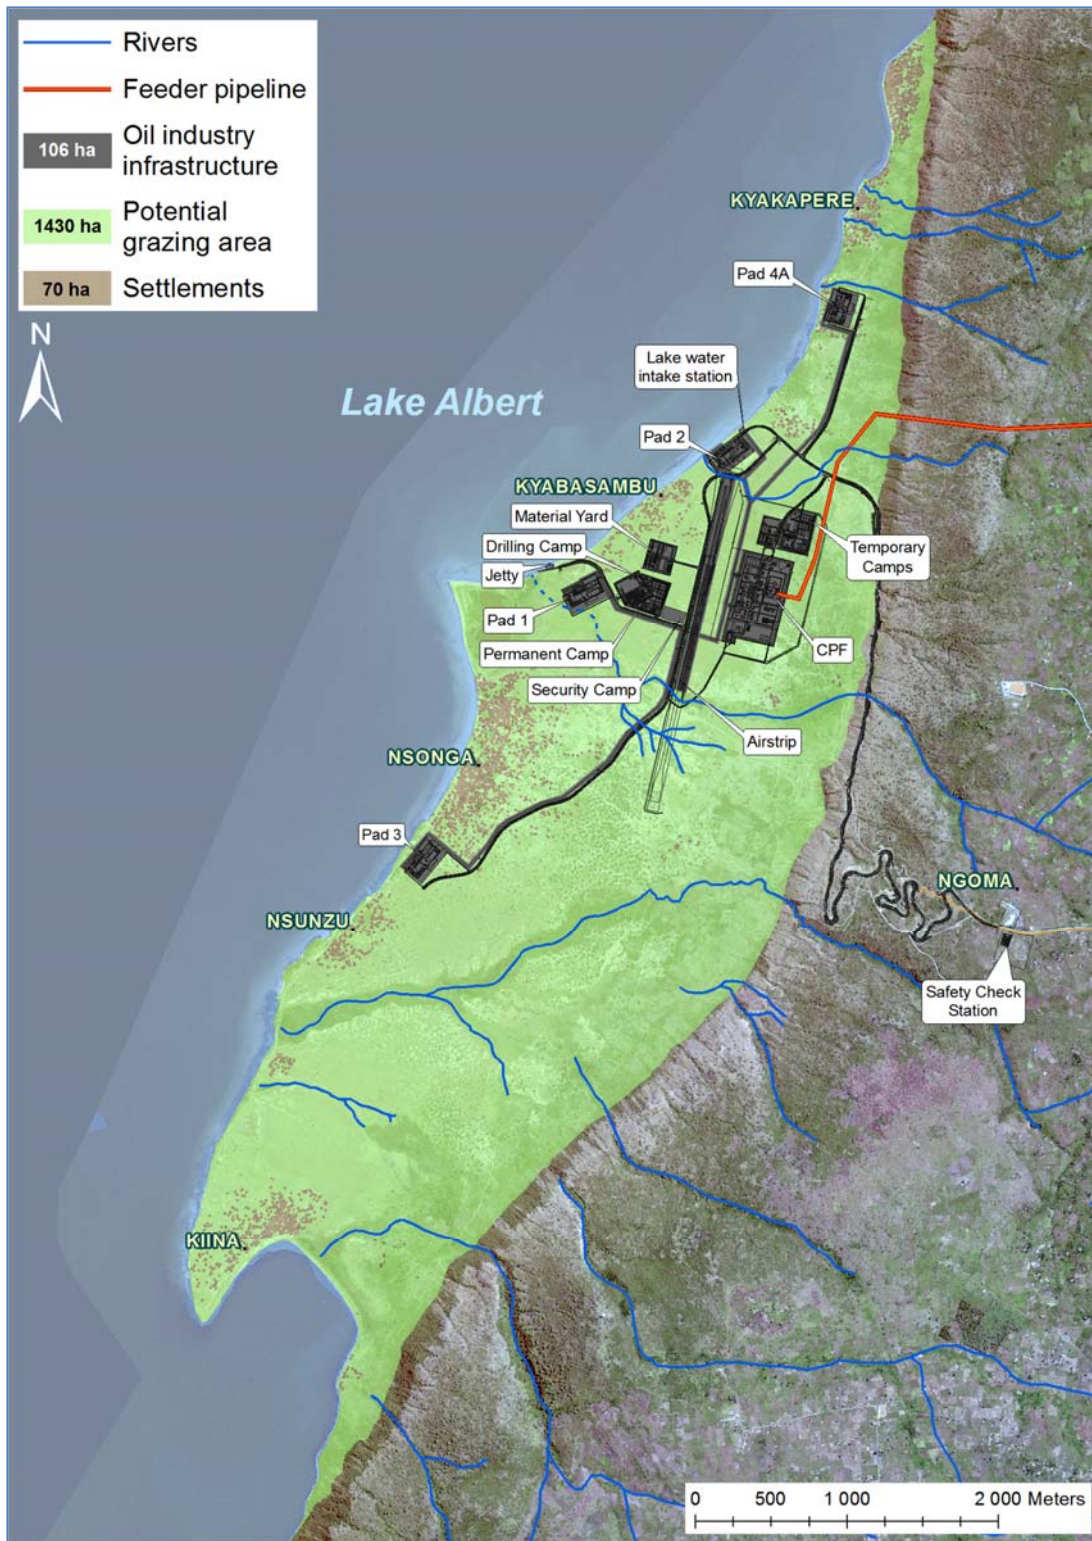 Rivers
Feeder pipeline
106 ha
Oil industry
infrastructure
1430 ha
Potential
grazing area
70 ha
Settlements
N
KYAKAPERE
Pad 4A
Lake water
intake station
Lake Albert
Pad 2
KYABASAMBU
Material Yard
Drilling Camp
Jetty
Temporary
Camps
Pad 1
Permanent Camp
CPF
Security Camp
Airstrip
NSONGA
Pad 3
NGOMA
NSUNZU
Safety Check
Station
KIINA
0 500 1 000 2 000 Meters